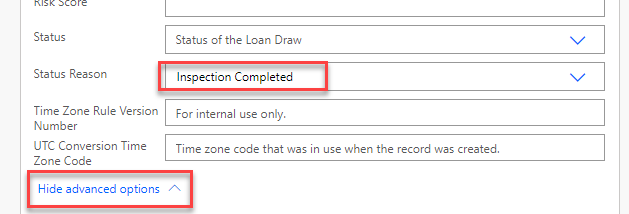 Risk Score
Status
Status of the Loan Draw
Status Reason
Inspection Completed
Time Zone Rule Version
Number
For internal use only.
UTC Conversion Time
Zone Code
Time zone code that was in use when the record was created.
Hide advanced options